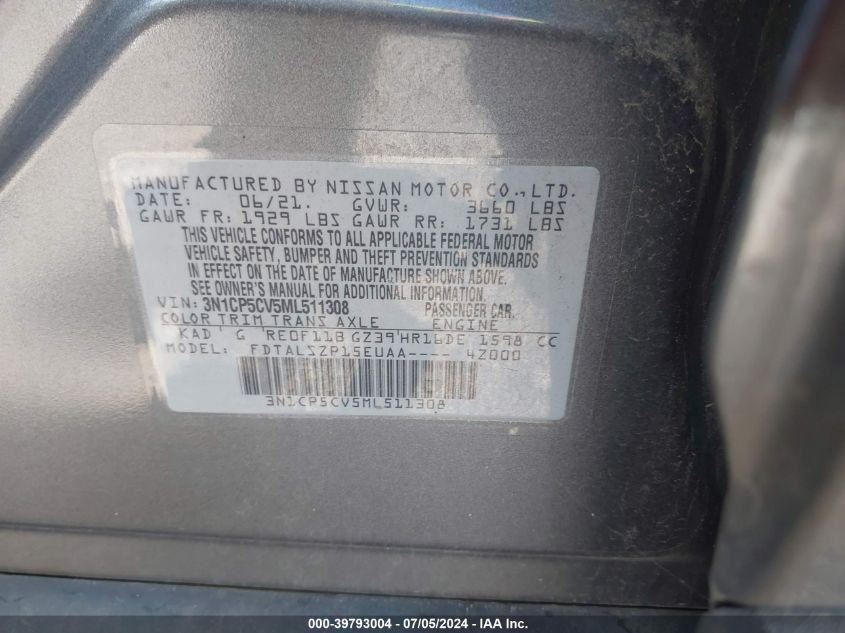 MANUFACTURED BY NISSAN MOTOR CO., LTD.
DATE: 06/21. GVWR: 3660 LBS
GAWR FR: 1929 LBS GAWR RR: 1731 LBS
THIS VEHICLE CONFORMS TO ALL APPLICABLE FEDERAL MOTOR
VEHICLE SAFETY, BUMPER AND THEFT PREVENTION STANDARDS
IN EFFECT ON THE DATE OF MANUFACTURE SHOWN ABOVE.
SEE OWNER'S MANUAL FOR ADDITIONAL INFORMATION.
VIN: 3N1CP5CV5ML511308 PASSENGER CAR.
COLOR TRIM TRANS AXLE ENGINE
KAD G RE0F11B GZ39 HR16DE 1598 CC
MODEL: FDTALSZP15EUAA---- 4Z000
3N1CP5CV5ML511308
000-39793004 - 07/05/2024 - IAA Inc.